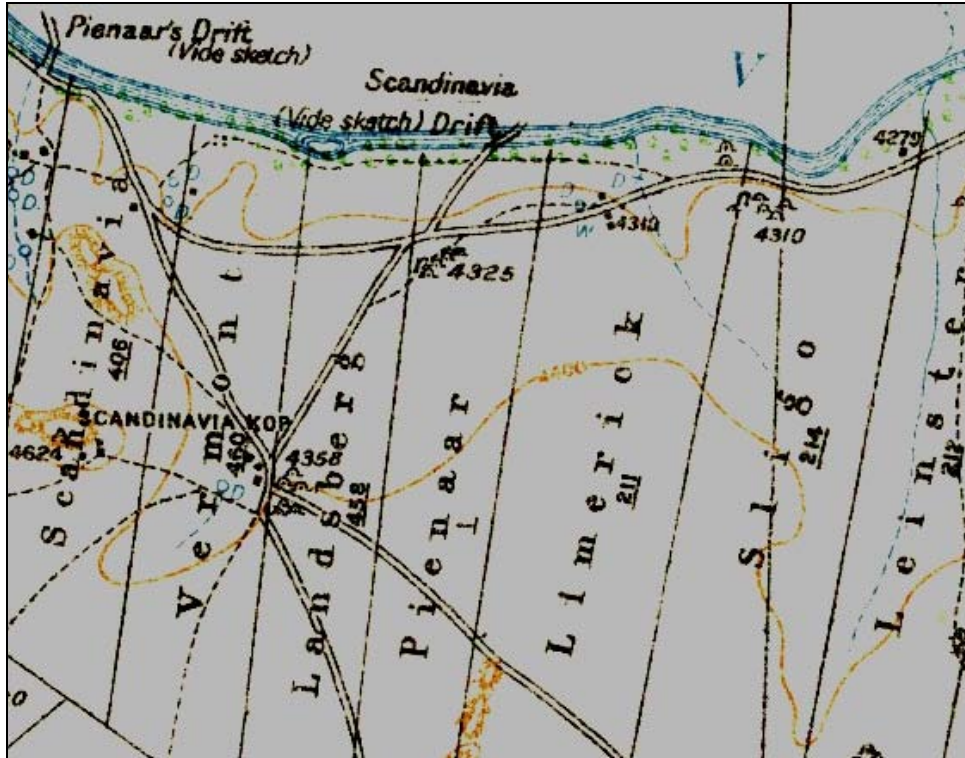 Pienaar's Drift
(Vide sketch)
Scandinavia
(Vide sketch) Drift
V
4279
D
D
D
D
D
W
4310
4310
4325
Scandinavia
406
SCANDINAVIA KOP
4624
Vermont
460
4358
D
Landsberg
458
Pienaar
1
4400
Limerick
211
Sligo
214
Leinster
212